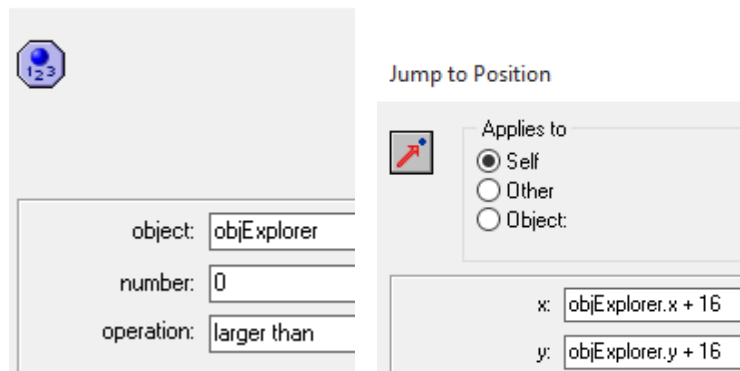 123
object: objExplorer
number: 0
operation: larger than
Jump to Position
Applies to
Self
Other
Object:
x: objExplorer.x + 16
y: objExplorer.y + 16